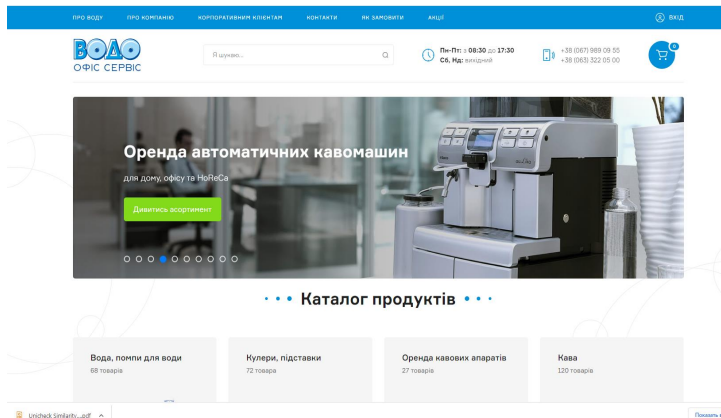 ПРО ВОДУ
ПРО КОМПАНІЮ
КОРПОРАТИВНИМ КЛІЄНТАМ
КОНТАКТИ
ЯК ЗАМОВИТИ
АКЦІЇ
ВХІД
ВОДО
ОФІС СЕРВІС
Я шукаю...
Пн-Пт: з 08:30 до 17:30
Сб, Нд: вихідний
+38 (067) 969 09 55
+38 (063) 322 05 00
0
Оренда автоматичних кавомашин
для дому, офісу та HoReCa
Дивитись асортимент
Каталог продуктів
Вода, помпи для води
68 товарів
Кулери, підставки
72 товара
Оренда кавових апаратів
27 товарів
Кава
120 товарів
Unicheck Similarity....pdf
Показать